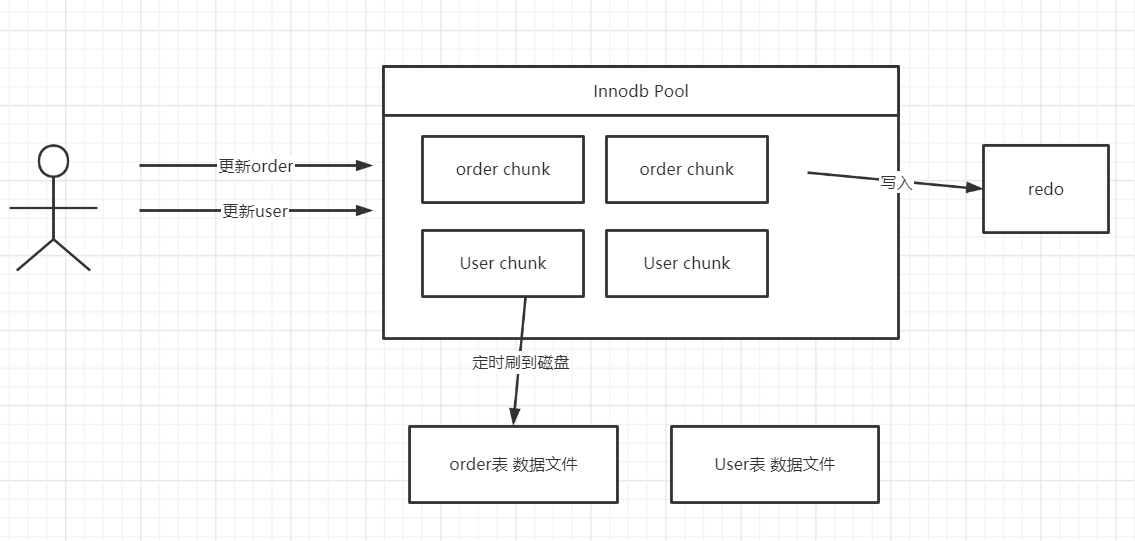 Innodb Pool
order chunk
order chunk
更新order
写入
redo
更新user
User chunk
User chunk
定时刷到磁盘
order表 数据文件
User表 数据文件